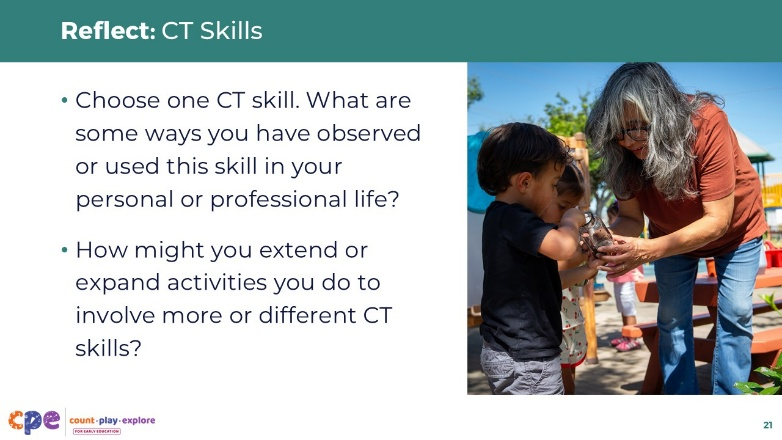 Reflect: CT Skills
• Choose one CT skill. What are
some ways you have observed
or used this skill in your
personal or professional life?
• How might you extend or
expand activities you do to
involve more or different CT
skills?
cpe count·play·explore
FOR EARLY EDUCATION
21